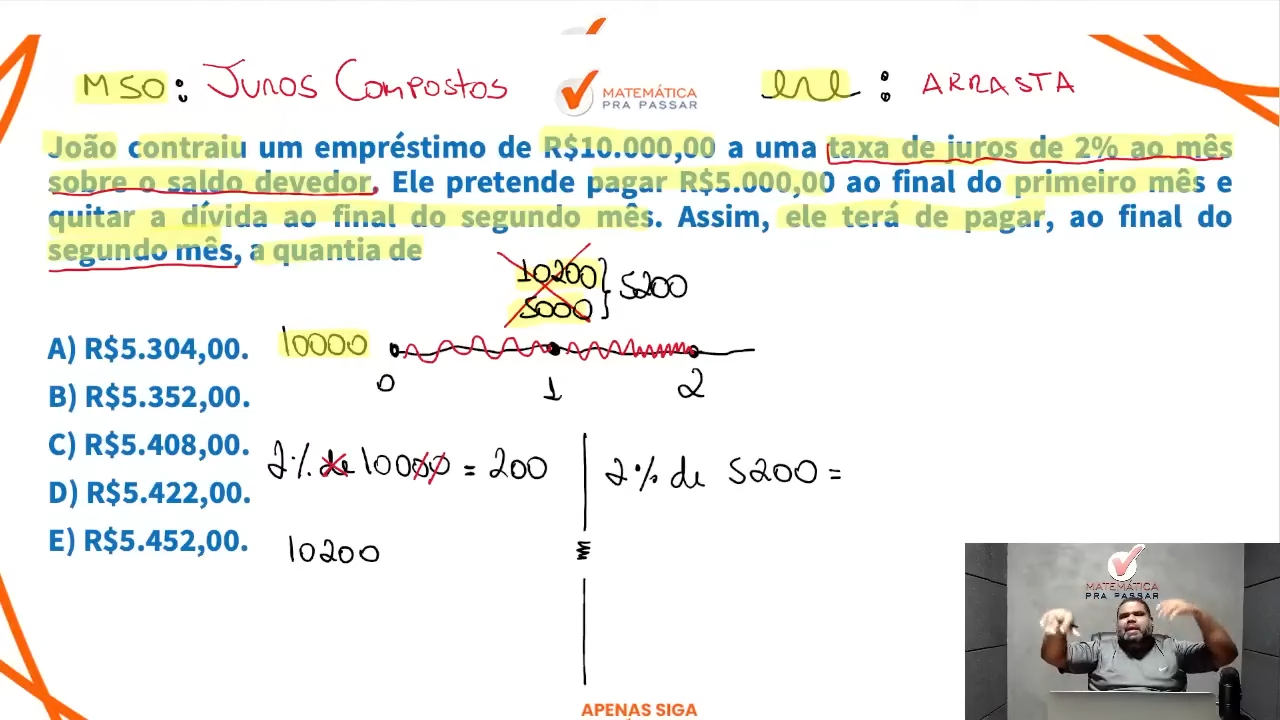 MSO: JUROS COMPOSTOS
MATEMÁTICA
PRA PASSAR
: ARRASTA
João contraiu um empréstimo de R$10.000,00 a uma taxa de juros de 2% ao mês
sobre o saldo devedor. Ele pretende pagar R$5.000,00 ao final do primeiro mês e
quitar a dívida ao final do segundo mês. Assim, ele terá de pagar, ao final do
segundo mês, a quantia de
10200
5000
5200
10000
0 1 2
A) R$5.304,00.
B) R$5.352,00.
C) R$5.408,00.
D) R$5.422,00.
E) R$5.452,00.
2% de 10000 = 200
10200
2% de 5200 =
MATEMÁTICA
PRA PASSAR
APENAS SIGA